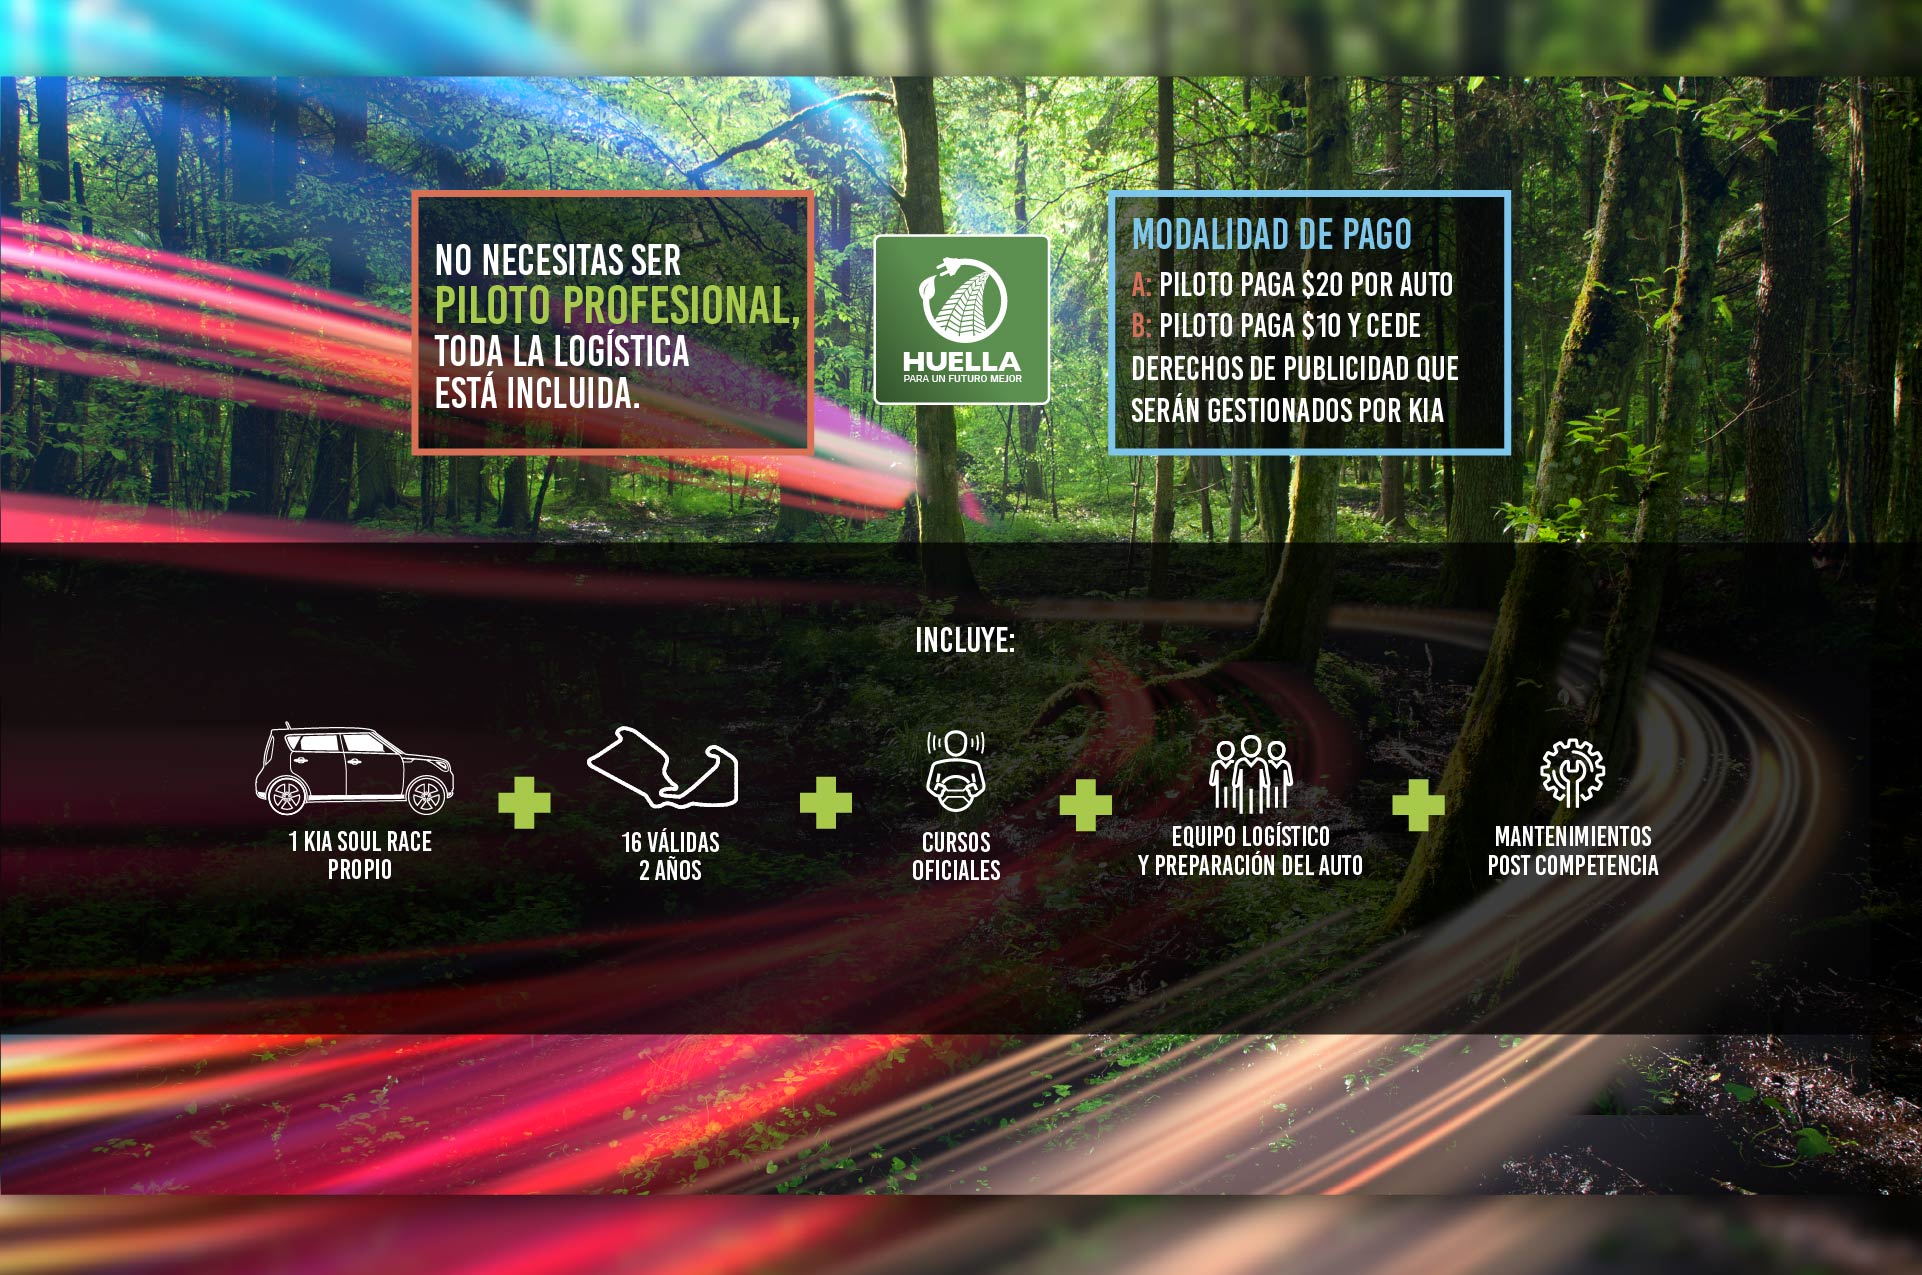 NO NECESITAS SER
PILOTO PROFESIONAL,
TODA LA LOGÍSTICA
ESTÁ INCLUIDA.
HUELLA
PARA UN FUTURO MEJOR
MODALIDAD DE PAGO
A: PILOTO PAGA $20 POR AUTO
B: PILOTO PAGA $10 Y CEDE
DERECHOS DE PUBLICIDAD QUE
SERÁN GESTIONADOS POR KIA
INCLUYE:
1 KIA SOUL RACE
PROPIO
16 VÁLIDAS
2 AÑOS
CURSOS
OFICIALES
EQUIPO LOGÍSTICO
Y PREPARACIÓN DEL AUTO
MANTENIMIENTOS
POST COMPETENCIA